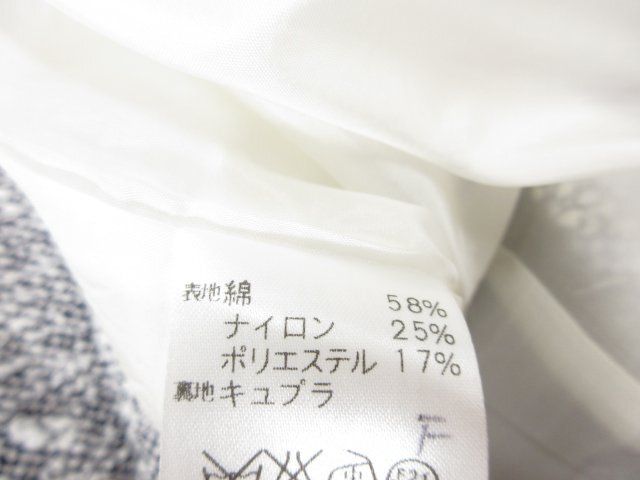 表地綿 58%
ナイロン 25%
ポリエステル 17%
裏地キュプラ
F